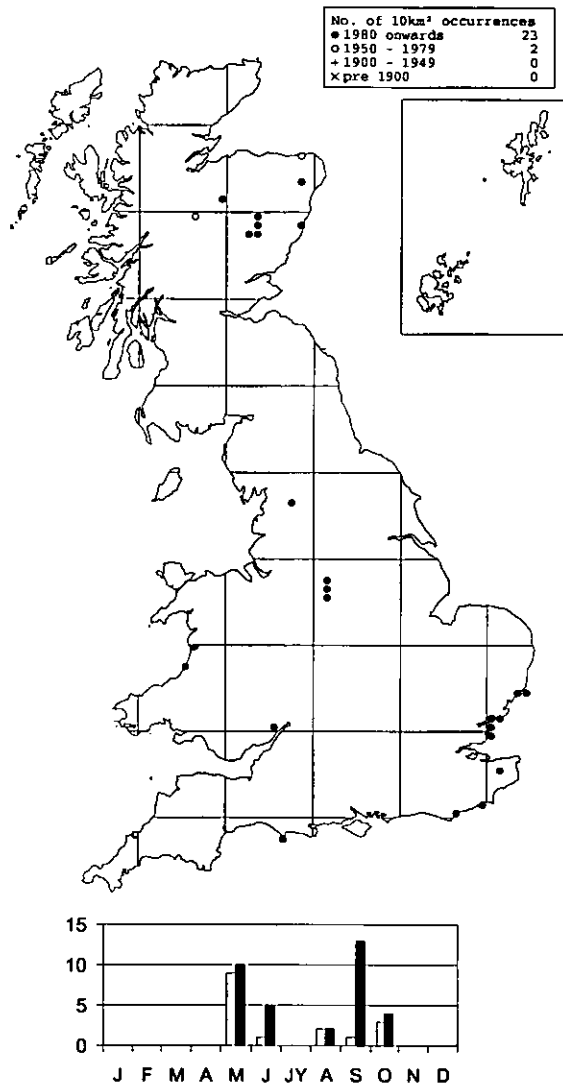 No. of 10km² occurrences
● 1980 onwards 23
○ 1950 - 1979 2
+ 1900 - 1949 0
× pre 1900 0
15
10
5
0
J F M A M J JY A S O N D